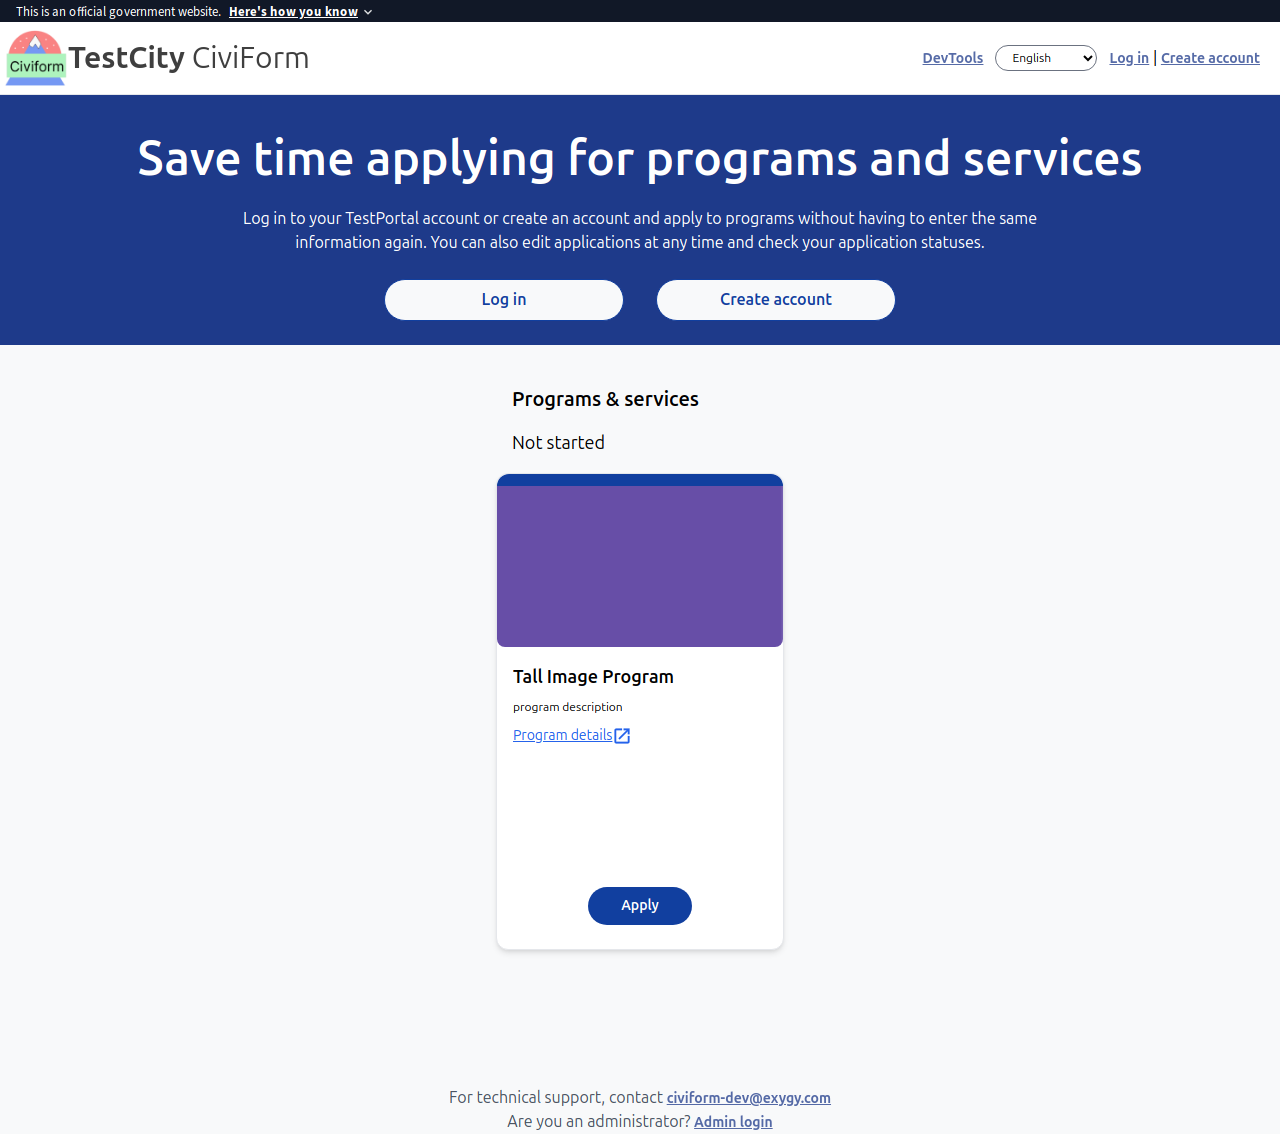 This is an official government website. Here's how you know
Civiform
TestCity CiviForm
DevTools English Log in | Create account
Save time applying for programs and services
Log in to your TestPortal account or create an account and apply to programs without having to enter the same
information again. You can also edit applications at any time and check your application statuses.
Log in Create account
Programs & services
Not started
Tall Image Program
program description
Program details
Apply
For technical support, contact civiform-dev@exygy.com
Are you an administrator? Admin login